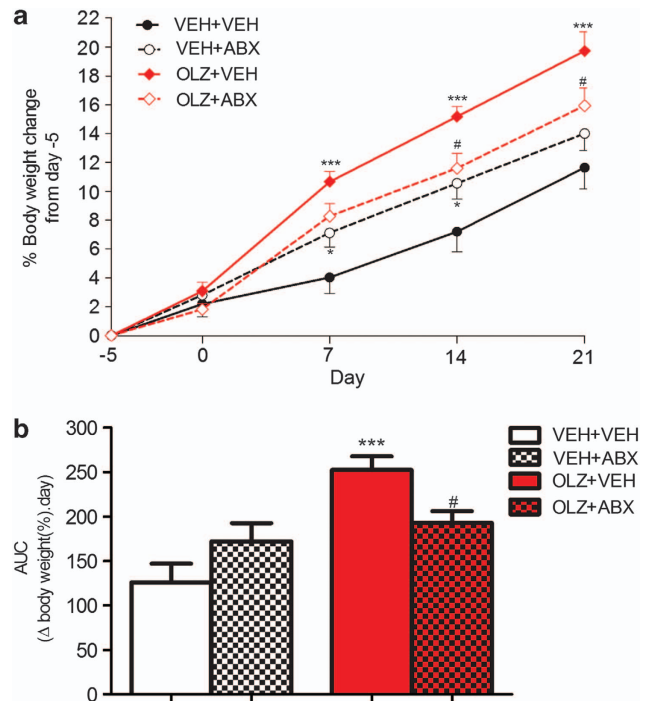 a
VEH+VEH
VEH+ABX
OLZ+VEH
OLZ+ABX
% Body weight change
from day -5
22
20
18
16
14
12
10
8
6
4
2
0
***
***
***
#
#
*
*
-5 0 7 14 21
Day
b
AUC
(Δ body weight(%).day)
300
250
200
150
100
50
0
***
#
VEH+VEH
VEH+ABX
OLZ+VEH
OLZ+ABX